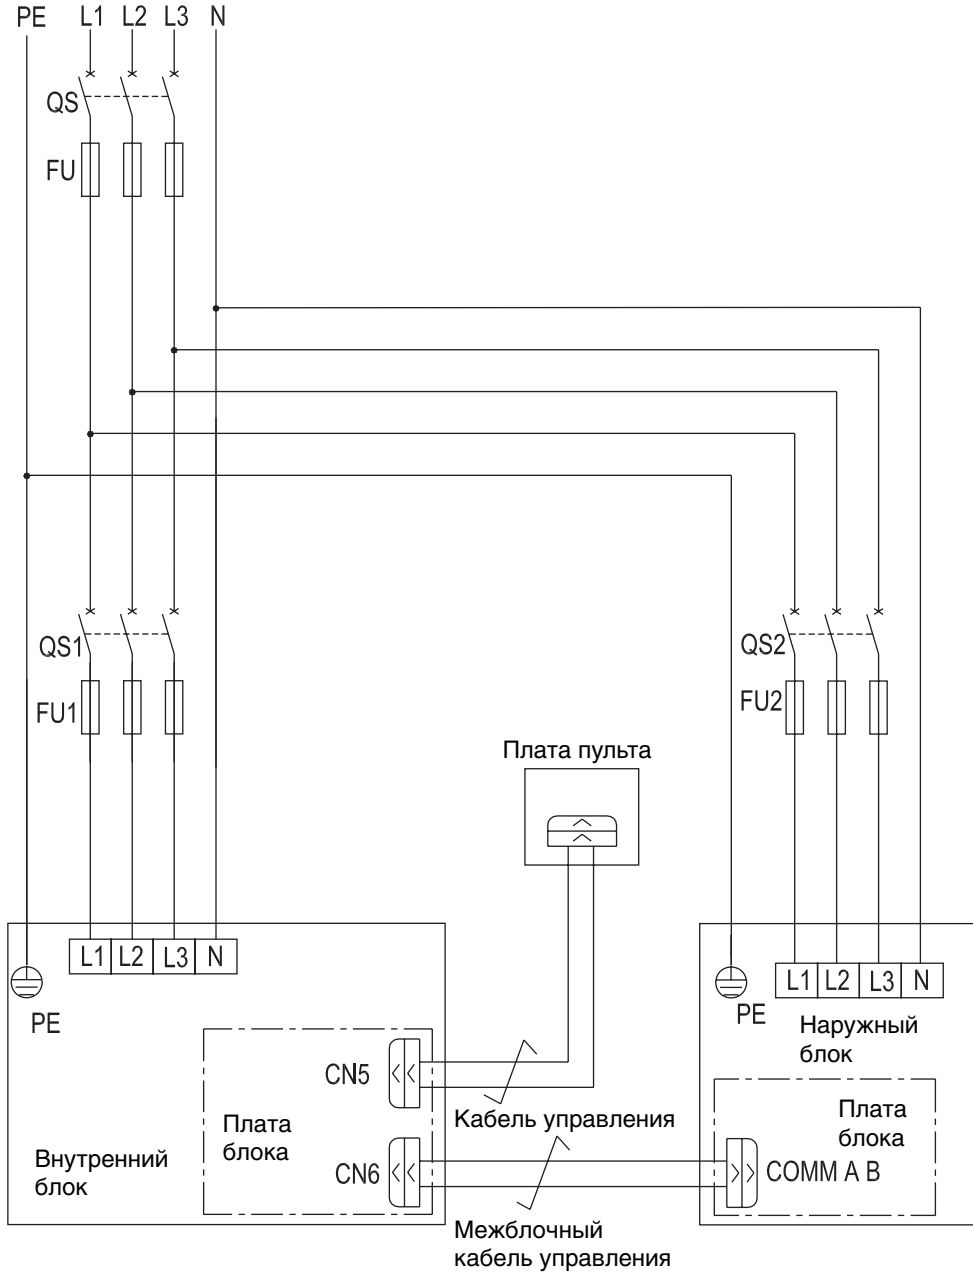 PE L1 L2 L3 N
QS
FU
QS1
QS2
FU1
FU2
Плата пульта
L1 L2 L3 N
PE
L1 L2 L3 N
PE
Наружный
блок
CN5
Плата
блока
Кабель управления
Плата
блока
Внутренний
блок
CN6
COMM A B
Межблочный
кабель управления